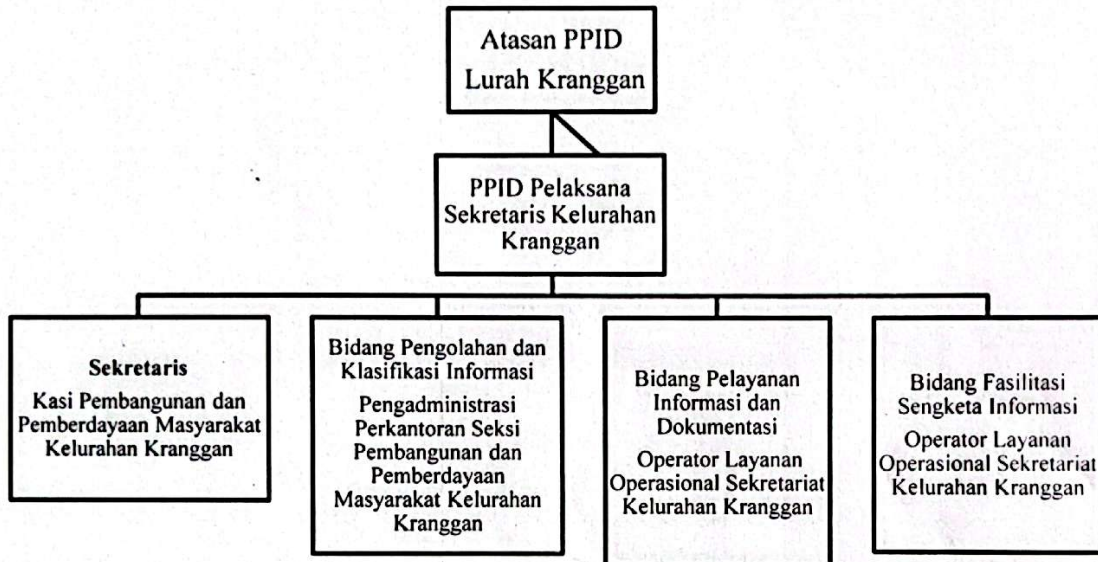 Atasan PPID
Lurah Kranggan
PPID Pelaksana
Sekretaris Kelurahan
Kranggan
Sekretaris
Kasi Pembangunan dan
Pemberdayaan Masyarakat
Kelurahan Kranggan
Bidang Pengolahan dan
Klasifikasi Informasi
Pengadministrasi
Perkantoran Seksi
Pembangunan dan
Pemberdayaan
Masyarakat Kelurahan
Kranggan
Bidang Pelayanan
Informasi dan
Dokumentasi
Operator Layanan
Operasional Sekretariat
Kelurahan Kranggan
Bidang Fasilitasi
Sengketa Informasi
Operator Layanan
Operasional Sekretariat
Kelurahan Kranggan